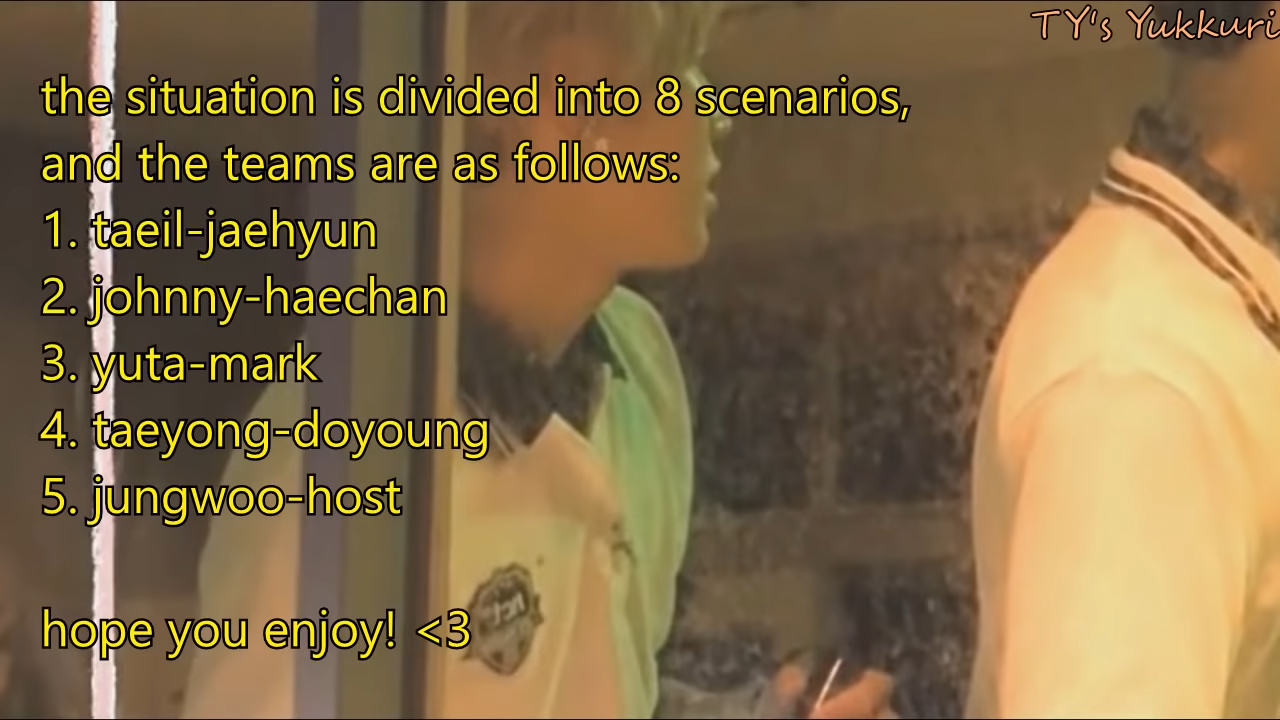 TY's Yukkuri
the situation is divided into 8 scenarios,
and the teams are as follows:
1. taeil-jaehyun
2. johnny-haechan
3. yuta-mark
4. taeyong-doyoung
5. jungwoo-host
hope you enjoy! <3